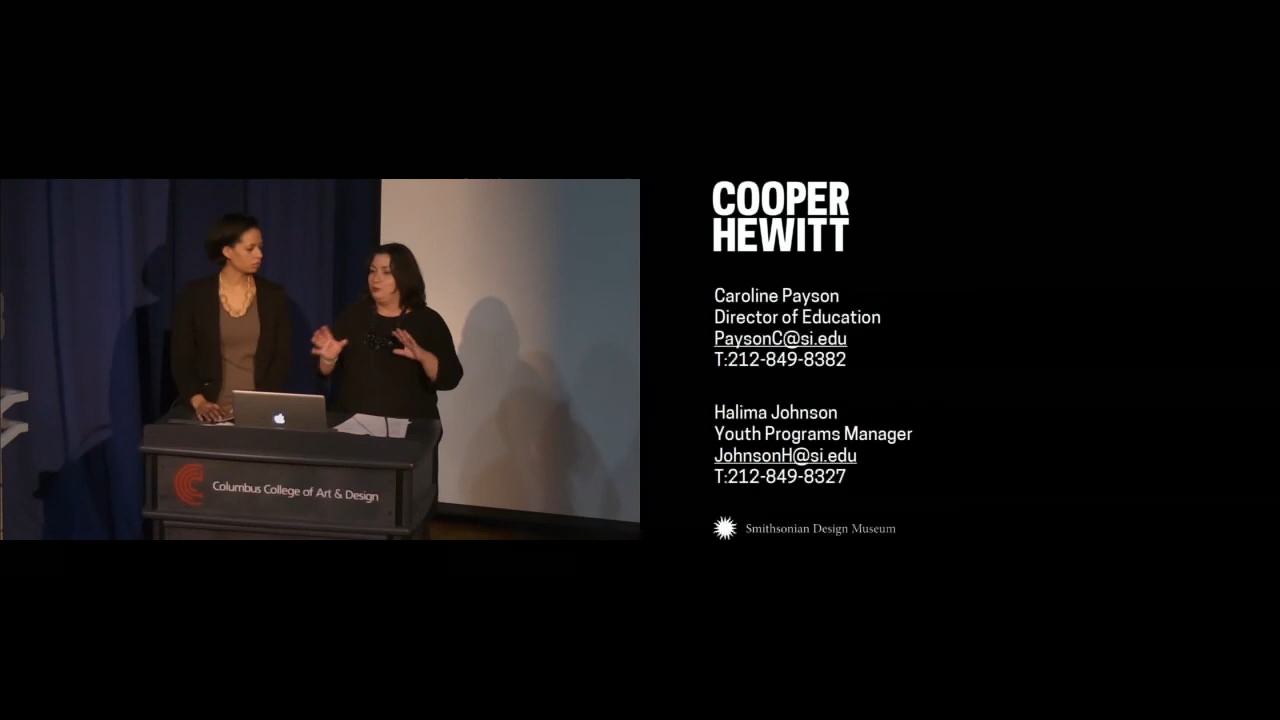 COOPER
HEWITT
Caroline Payson
Director of Education
PaysonC@si.edu
T:212-849-8382
Halima Johnson
Youth Programs Manager
JohnsonH@si.edu
T:212-849-8327
Smithsonian Design Museum
Columbus College of Art & Design